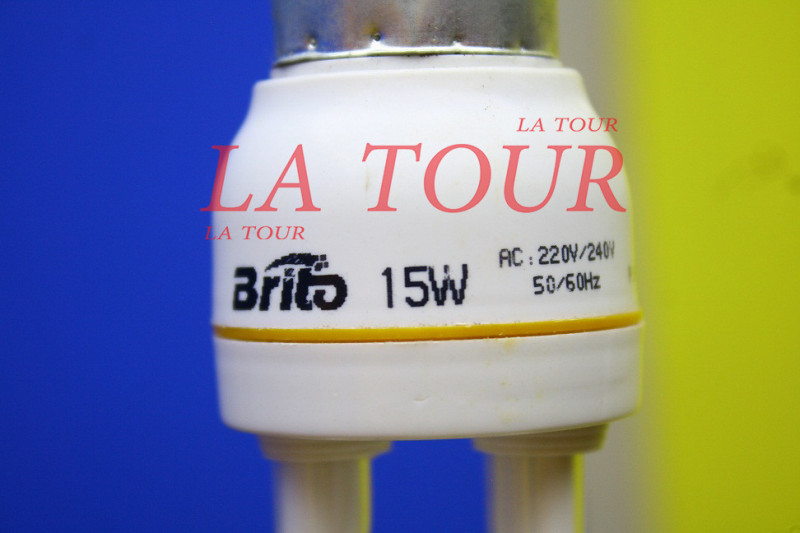 LA TOUR
LA TOUR
LA TOUR
Brito 15W AC: 220V/240V
50/60Hz